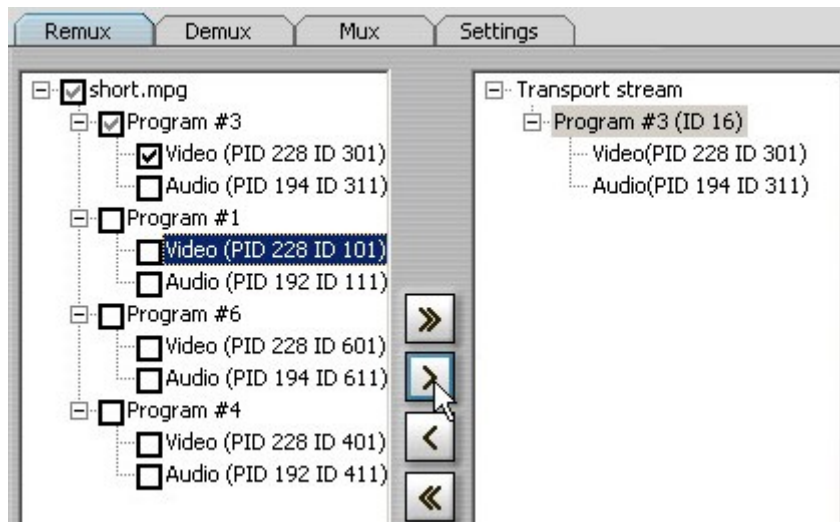 Remux Demux Mux Settings
short.mpg
Program #3
Video (PID 228 ID 301)
Audio (PID 194 ID 311)
Program #1
Video (PID 228 ID 101)
Audio (PID 192 ID 111)
Program #6
Video (PID 228 ID 601)
Audio (PID 194 ID 611)
Program #4
Video (PID 228 ID 401)
Audio (PID 192 ID 411)
Transport stream
Program #3 (ID 16)
Video(PID 228 ID 301)
Audio(PID 194 ID 311)